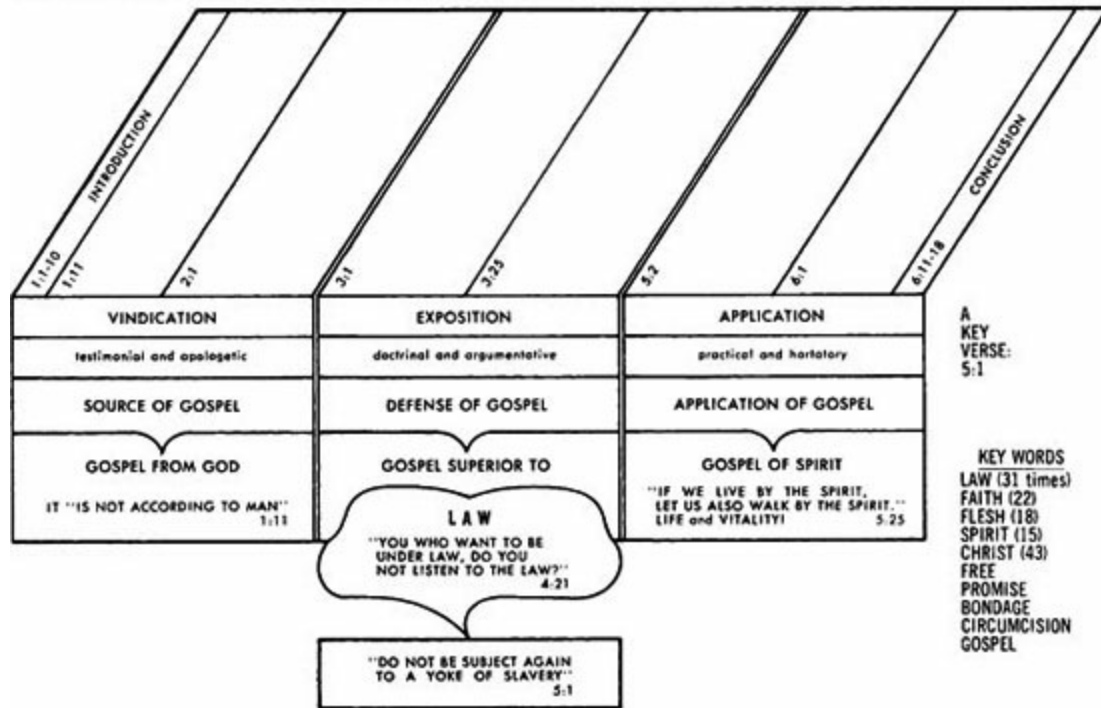 INTRODUCTION
CONCLUSION
1:1-10
1:11
2:1
3:1
3:25
5:2
6:1
6:11-18
VINDICATION
EXPOSITION
APPLICATION
testimonial and apologetic
doctrinal and argumentative
practical and hortatory
SOURCE OF GOSPEL
DEFENSE OF GOSPEL
APPLICATION OF GOSPEL
GOSPEL FROM GOD
IT "IS NOT ACCORDING TO MAN"
1:11
GOSPEL SUPERIOR TO
LAW
"YOU WHO WANT TO BE
UNDER LAW, DO YOU
NOT LISTEN TO THE LAW?"
4:21
"DO NOT BE SUBJECT AGAIN
TO A YOKE OF SLAVERY"
5:1
GOSPEL OF SPIRIT
"IF WE LIVE BY THE SPIRIT,
LET US ALSO WALK BY THE SPIRIT."
LIFE and VITALITY! 5:25
A
KEY
VERSE:
5:1
KEY WORDS
LAW (31 times)
FAITH (22)
FLESH (18)
SPIRIT (15)
CHRIST (43)
FREE
PROMISE
BONDAGE
CIRCUMCISION
GOSPEL